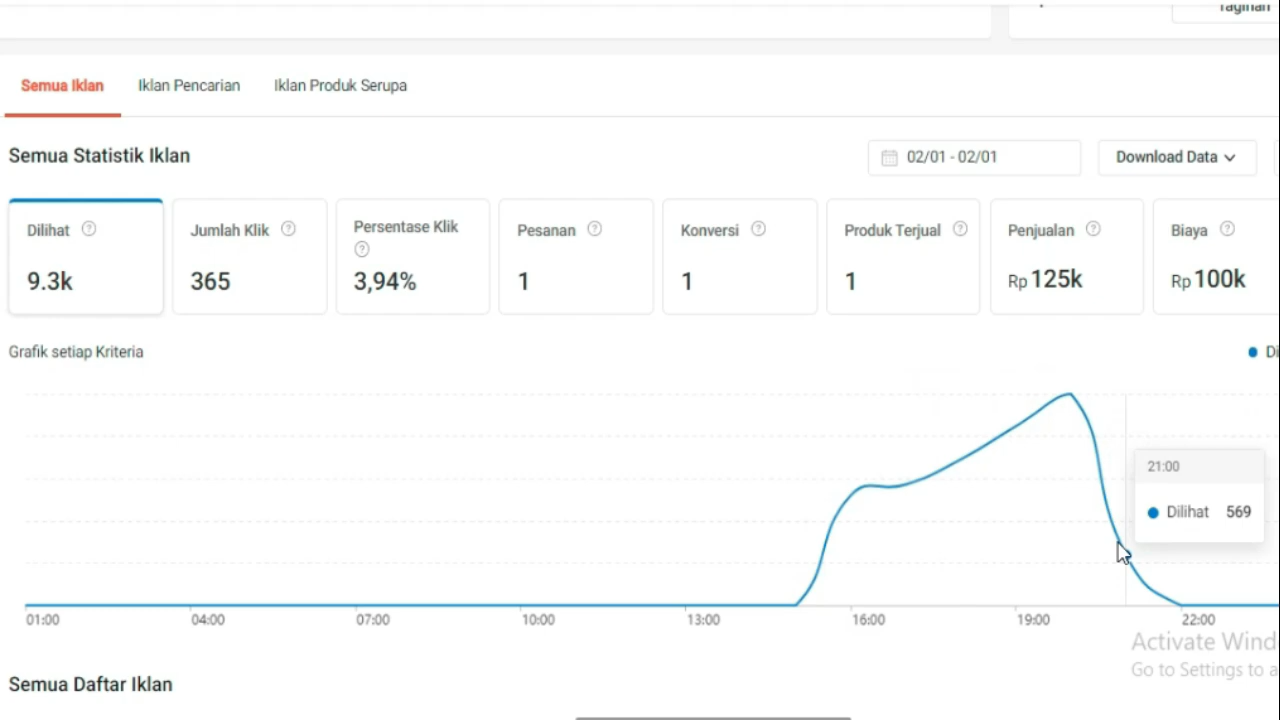 Tagihan
Semua Iklan Iklan Pencarian Iklan Produk Serupa
Semua Statistik Iklan
02/01 - 02/01
Download Data
Dilihat Jumlah Klik Persentase Klik Pesanan Konversi Produk Terjual Penjualan Biaya
9.3k 365 3,94% 1 1 1 Rp 125k Rp 100k
Grafik setiap Kriteria
Di
21:00
Dilihat 569
01:00 04:00 07:00 10:00 13:00 16:00 19:00 22:00
Activate Wind
Go to Settings to a
Semua Daftar Iklan